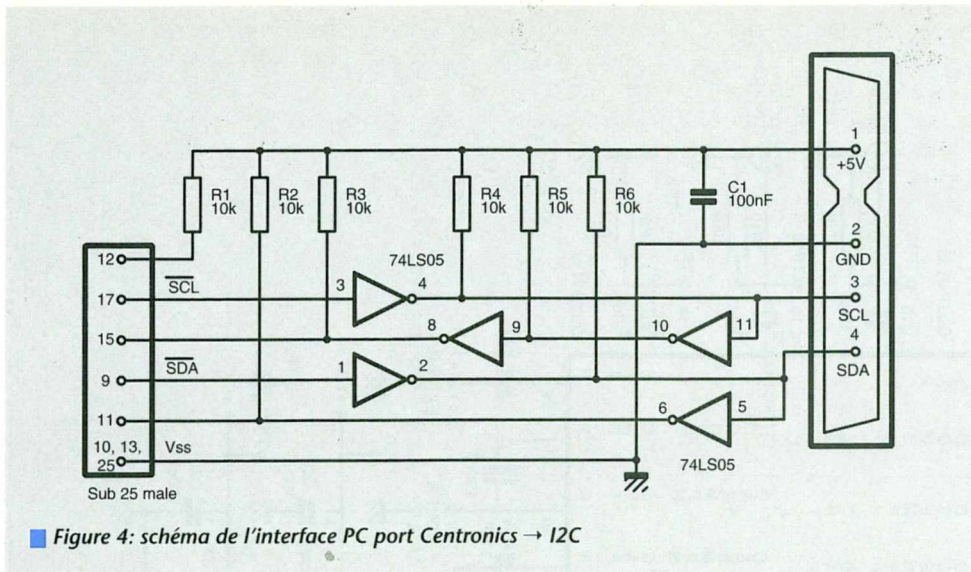 1
+5V
R1
10k
R2
10k
R3
10k
R4
10k
R5
10k
R6
10k
C1
100nF
2
GND
12
74LS05
SCL
17
3
4
3
SCL
15
8
9
10
11
4
SDA
SDA
9
1
2
11
6
5
10, 13,
25
Vss
74LS05
Sub 25 male
Figure 4: schéma de l'interface PC port Centronics → I2C